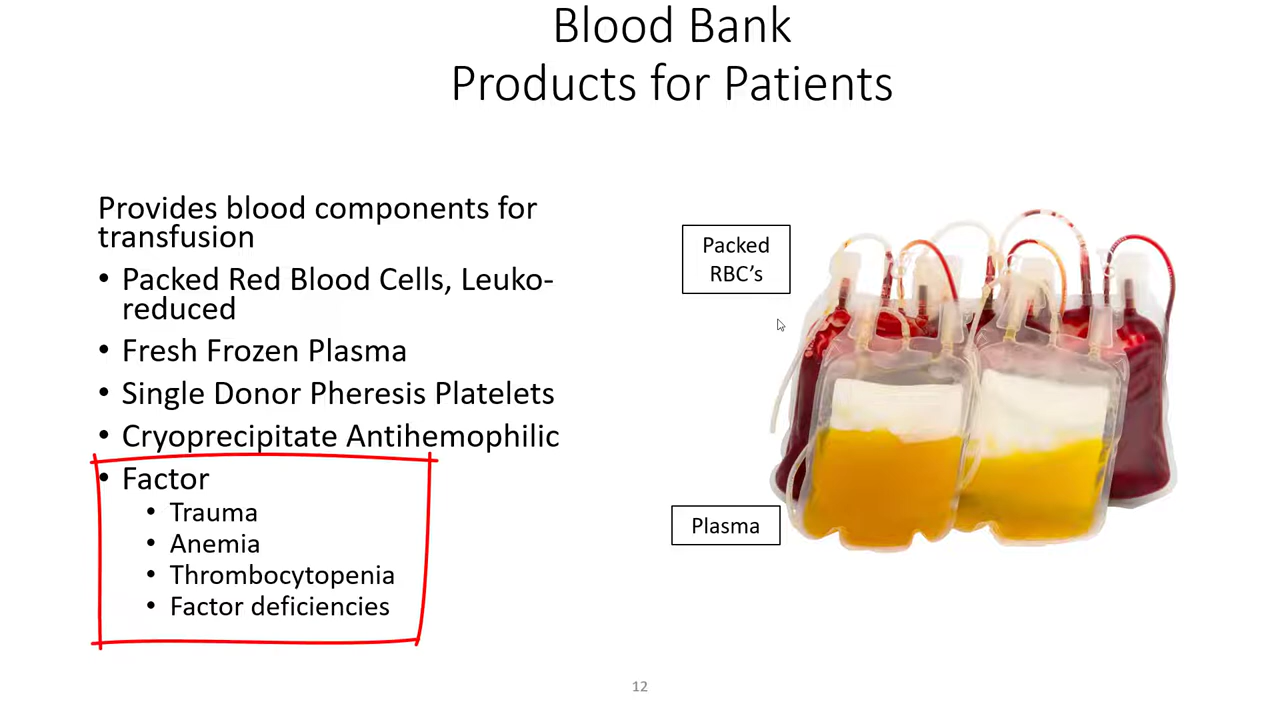 Blood Bank
Products for Patients
Provides blood components for
transfusion
• Packed Red Blood Cells, Leuko-
reduced
• Fresh Frozen Plasma
• Single Donor Pheresis Platelets
• Cryoprecipitate Antihemophilic
• Factor
• Trauma
• Anemia
• Thrombocytopenia
• Factor deficiencies
Packed
RBC’s
Plasma
12